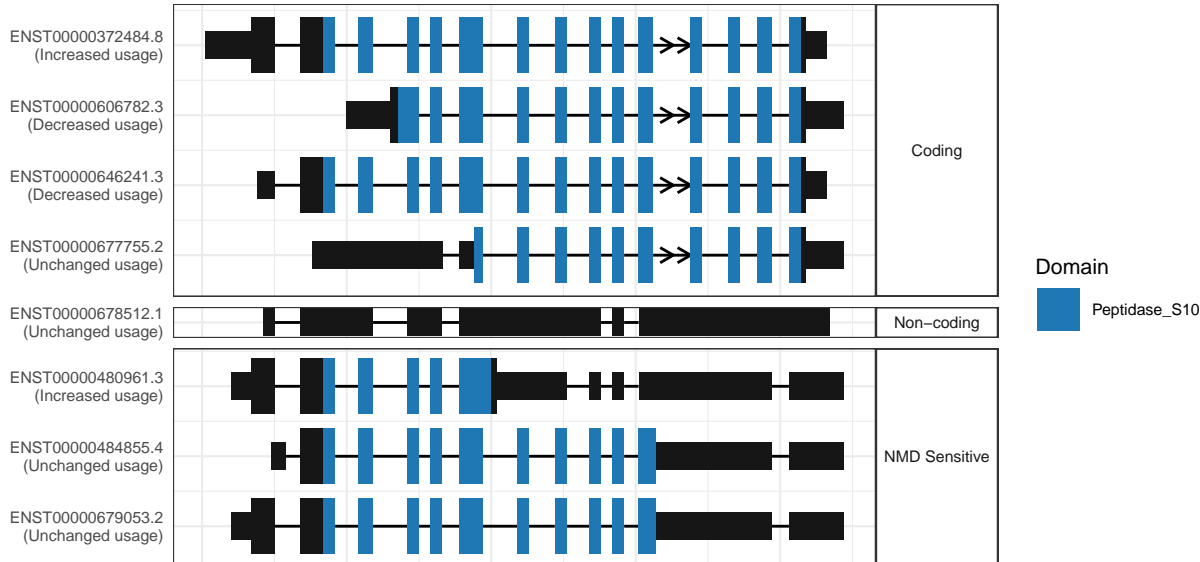 ENST00000372484.8
(Increased usage)
ENST00000606782.3
(Decreased usage)
Coding
ENST00000646241.3
(Decreased usage)
ENST00000677755.2
(Unchanged usage)
Domain
Peptidase_S10
ENST00000678512.1
(Unchanged usage)
Non−coding
ENST00000480961.3
(Increased usage)
ENST00000484855.4
(Unchanged usage)
NMD Sensitive
ENST00000679053.2
(Unchanged usage)